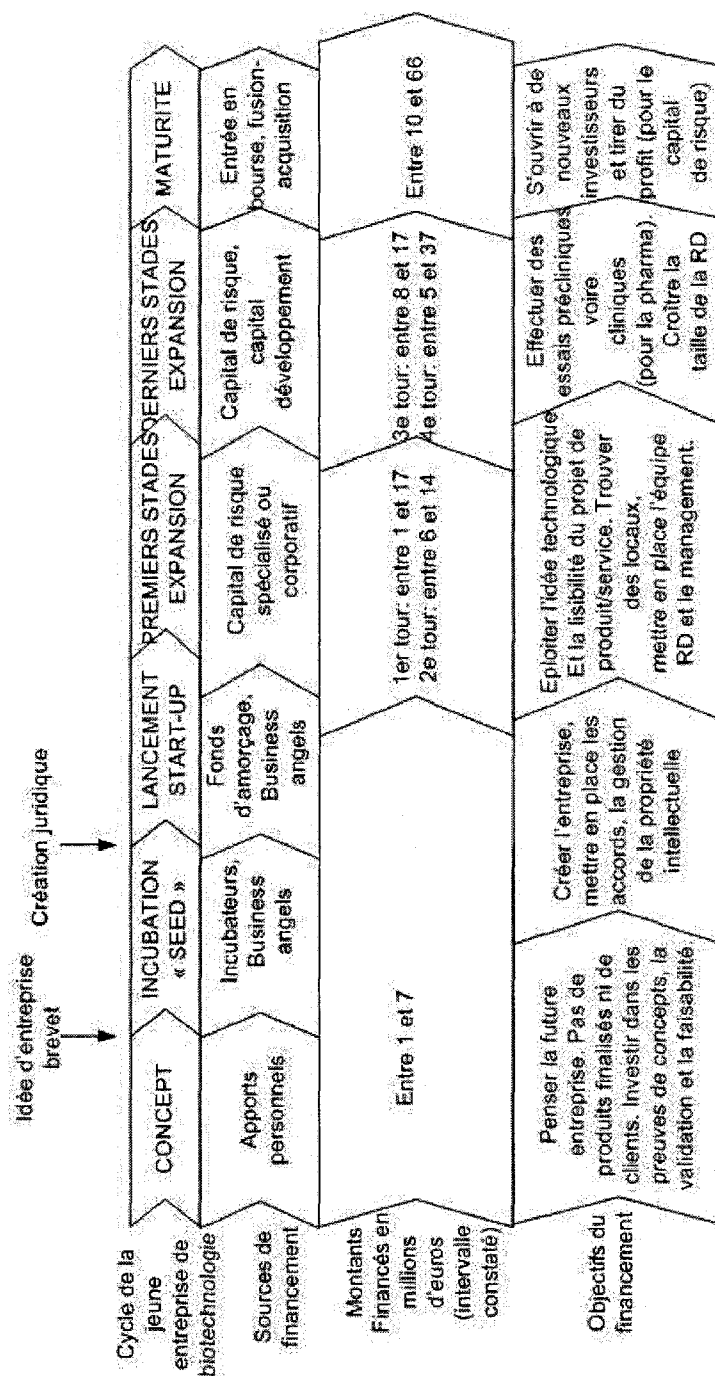 Idée d'entreprise
brevet
Création juridique
Cycle de la
jeune
entreprise de
biotechnologie
CONCEPT
INCUBATION
« SEED »
LANCEMENT
START-UP
PREMIERS STADES
EXPANSION
DERNIERS STADES
EXPANSION
MATURITE
Sources de
financement
Apports
personnels
Incubateurs,
Business
angels
Fonds
d'amorçage,
Business
angels
Capital de risque
spécialisé ou
corporatif
Capital de risque,
capital
développement
Entrée en
bourse, fusion-
acquisition
Montants
Financés en
millions
d'euros
(intervalle
constaté)
Entre 1 et 7
1er tour: entre 1 et 17
2e tour: entre 6 et 14
3e tour: entre 8 et 17
4e tour: entre 5 et 37
Entre 10 et 66
Objectifs du
financement
Penser la future
entreprise. Pas de
produits finalisés ni de
clients. Investir dans les
preuves de concepts, la
validation et la faisabilité.
Créer l'entreprise,
mettre en place les
accords, la gestion
de la propriété
intellectuelle
Eploiter l'idée technologique
Et la lisibilité du projet de
produit/service. Trouver
des locaux,
mettre en place l'équipe
RD et le management.
Effectuer des
essais précliniques
voire
cliniques
(pour la pharma).
Croître la
taille de la RD
S'ouvrir à de
nouveaux
investisseurs
et tirer du
profit (pour le
capital
de risque)